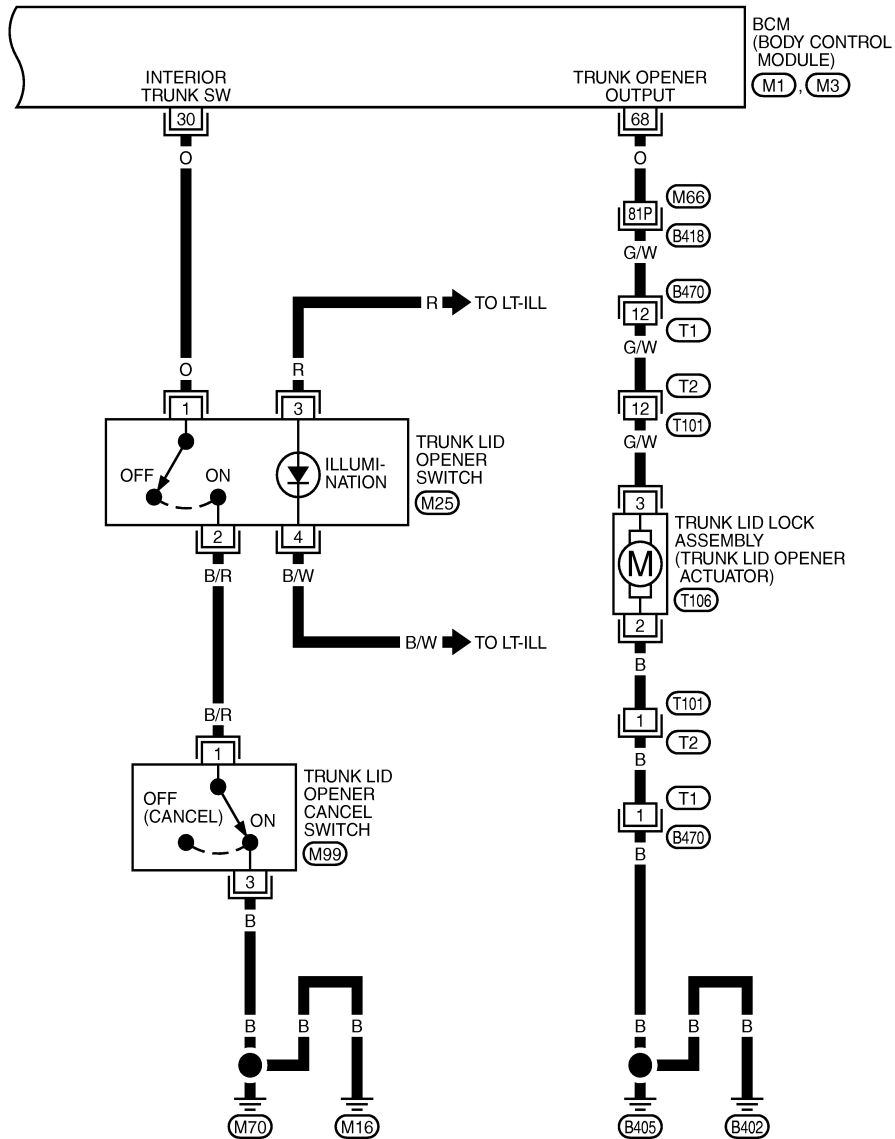 BCM
(BODY CONTROL
MODULE)
M1 , M3
INTERIOR
TRUNK SW
TRUNK OPENER
OUTPUT
30
68
O
O
81P
M66
B418
G/W
B470
12
T1
G/W
R
TO LT-ILL
O
R
T2
12
T101
G/W
1
3
OFF
ON
ILLUMI-
NATION
TRUNK LID
OPENER
SWITCH
M25
2
4
B/R
B/W
3
M
TRUNK LID LOCK
ASSEMBLY
(TRUNK LID OPENER
ACTUATOR)
T106
2
B
B/W
TO LT-ILL
T101
1
T2
B
B/R
1
OFF
(CANCEL)
ON
TRUNK LID
OPENER
CANCEL
SWITCH
M99
3
B
T1
1
B470
B
B
B
B
B
B
B
M70
M16
B405
B402